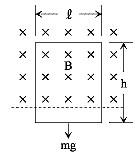 ℓ
× × × × ×
× × × × ×
B
× × × × ×
h
× × × × ×
mg